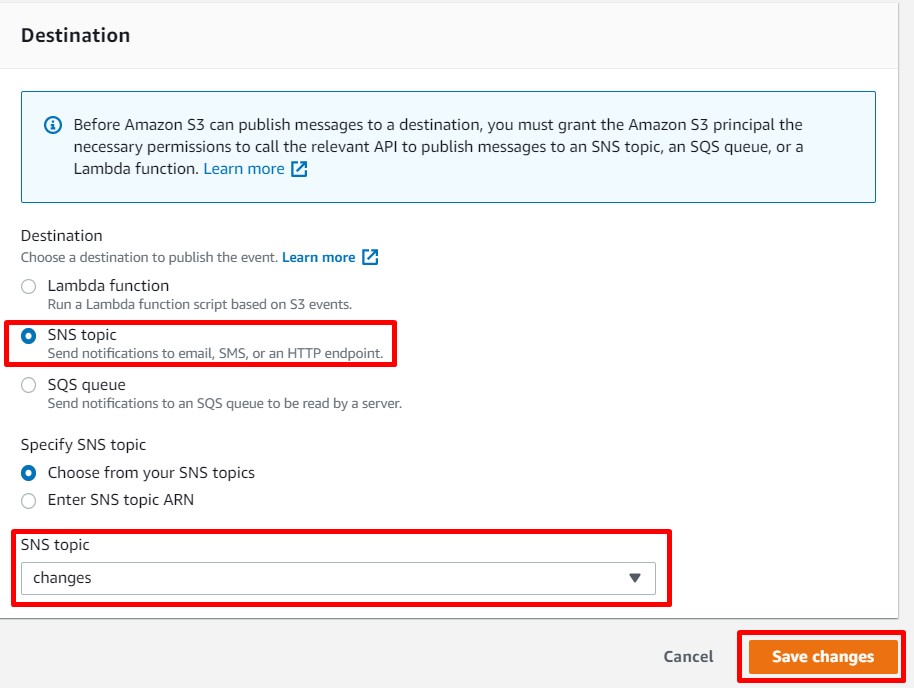 Destination
Before Amazon S3 can publish messages to a destination, you must grant the Amazon S3 principal the
necessary permissions to call the relevant API to publish messages to an SNS topic, an SQS queue, or a
Lambda function. Learn more
Destination
Choose a destination to publish the event. Learn more
Lambda function
Run a Lambda function script based on S3 events.
SNS topic
Send notifications to email, SMS, or an HTTP endpoint.
SQS queue
Send notifications to an SQS queue to be read by a server.
Specify SNS topic
Choose from your SNS topics
Enter SNS topic ARN
SNS topic
changes
Cancel Save changes